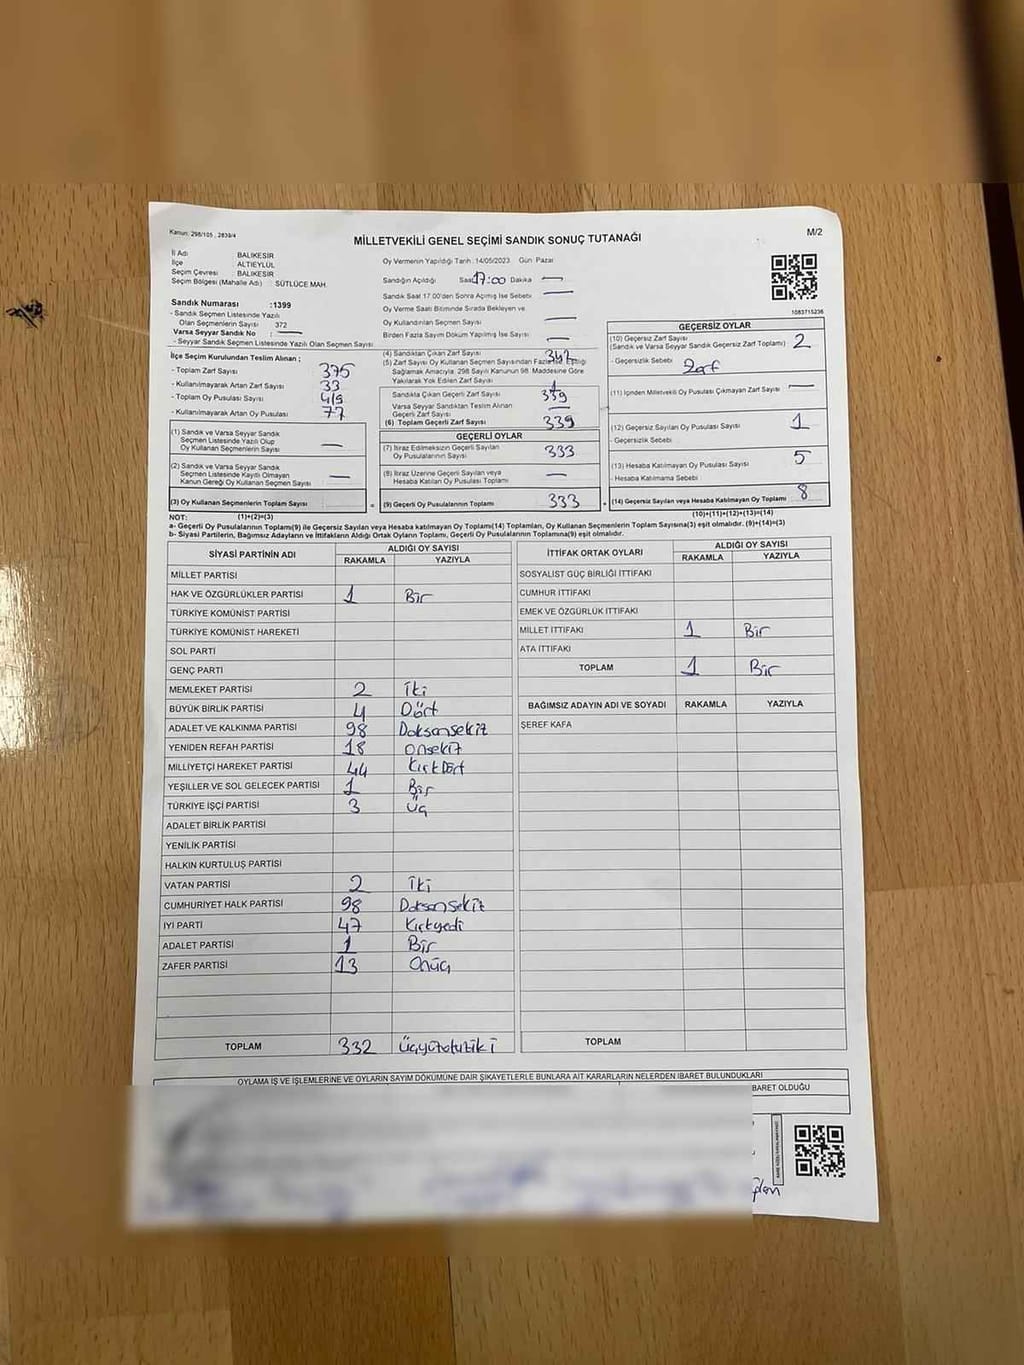 Kanun: 298/105 , 2839/4
MİLLETVEKİLİ GENEL SEÇİMİ SANDIK SONUÇ TUTANAĞI
M/2
İl Adı : BALIKESİR
İlçe : ALTIEYLÜL
Seçim Çevresi : BALIKESİR
Seçim Bölgesi (Mahalle Adı) : SÜTLÜCE MAH.
Sandık Numarası :1399
- Sandık Seçmen Listesinde Yazılı
Olan Seçmenlerin Sayısı 372
Varsa Seyyar Sandık No :
- Seyyar Sandık Seçmen Listesinde Yazılı Olan Seçmen Sayısı
Oy Vermenin Yapıldığı Tarih :14/05/2023 Gün Pazar
Sandığın Açıldığı Saat 17:00 Dakika —
Sandık Saat 17.00'den Sonra Açılmış İse Sebebi —
Oy Verme Saati Bitiminde Sırada Bekleyen ve
Oy Kullandırılan Seçmen Sayısı —
Birden Fazla Sayım Döküm Yapılmış İse Sayısı —
1083715236
İlçe Seçim Kurulundan Teslim Alınan ;
- Toplam Zarf Sayısı 375
- Kullanılmayarak Artan Zarf Sayısı 33
- Toplam Oy Pusulası Sayısı 419
- Kullanılmayarak Artan Oy Pusulası 77
(1) Sandık ve Varsa Seyyar Sandık
Seçmen Listesinde Yazılı Olup
Oy Kullanan Seçmenlerin Sayısı —
(2) Sandık ve Varsa Seyyar Sandık
Seçmen Listesinde Kayıtlı Olmayan
Kanun Gereği Oy Kullanan Seçmen Sayısı —
(3) Oy Kullanan Seçmenlerin Toplam Sayısı
(1)+(2)=(3)
(4) Sandıktan Çıkan Zarf Sayısı 342
(5) Zarf Sayısı Oy Kullanan Seçmen Sayısından Fazla İse, Eşitliği
Sağlamak Amacıyla, 298 Sayılı Kanunun 98. Maddesine Göre
Yakılarak Yok Edilen Zarf Sayısı
Sandıkta Çıkan Geçerli Zarf Sayısı 339
Varsa Seyyar Sandıktan Teslim Alınan
Geçerli Zarf Sayısı —
(6) Toplam Geçerli Zarf Sayısı 339
GEÇERLİ OYLAR
(7) İtiraz Edilmeksizin Geçerli Sayılan
Oy Pusulalarının Sayısı 333
(8) İtiraz Üzerine Geçerli Sayılan veya
Hesaba Katılan Oy Pusulaları Toplamı —
(9) Geçerli Oy Pusulalarının Toplamı 333
GEÇERSİZ OYLAR
(10) Geçersiz Zarf Sayısı
(Sandık ve Varsa Seyyar Sandık Geçersiz Zarf Toplamı) 2
- Geçersizlik Sebebi : Zarf
(11) İçinden Milletvekili Oy Pusulası Çıkmayan Zarf Sayısı —
(12) Geçersiz Sayılan Oy Pusulası Sayısı 1
- Geçersizlik Sebebi :
(13) Hesaba Katılmayan Oy Pusulası Sayısı 5
- Hesaba Katılmama Sebebi :
(14) Geçersiz Sayılan veya Hesaba Katılmayan Oy Toplamı 8
(10)+(11)+(12)+(13)=(14)
NOT:
a- Geçerli Oy Pusulalarının Toplamı(9) ile Geçersiz Sayılan veya Hesaba katılmayan Oy Toplamı(14) Toplamları, Oy Kullanan Seçmenlerin Toplam Sayısına(3) eşit olmalıdır. (9)+(14)=(3)
b- Siyasi Partilerin, Bağımsız Adayların ve İttifakların Aldığı Ortak Oyların Toplamı, Geçerli Oy Pusulalarının Toplamına(9) eşit olmalıdır.
SİYASİ PARTİNİN ADI ALDIĞI OY SAYISI
RAKAMLA YAZIYLA
MİLLET PARTİSİ
HAK VE ÖZGÜRLÜKLER PARTİSİ 1 Bir
TÜRKİYE KOMÜNİST PARTİSİ
TÜRKİYE KOMÜNİST HAREKETİ
SOL PARTİ
GENÇ PARTİ
MEMLEKET PARTİSİ 2 İki
BÜYÜK BİRLİK PARTİSİ 4 Dört
ADALET VE KALKINMA PARTİSİ 98 Doksansekiz
YENİDEN REFAH PARTİSİ 18 onsekiz
MİLLİYETÇİ HAREKET PARTİSİ 44 KırkDört
YEŞİLLER VE SOL GELECEK PARTİSİ 1 Bir
TÜRKİYE İŞÇİ PARTİSİ 3 Üç
ADALET BİRLİK PARTİSİ
YENİLİK PARTİSİ
HALKIN KURTULUŞ PARTİSİ
VATAN PARTİSİ 2 İki
CUMHURİYET HALK PARTİSİ 98 Doksansekiz
İYİ PARTİ 47 Kırkyedi
ADALET PARTİSİ 1 Bir
ZAFER PARTİSİ 13 Onüç
TOPLAM 332 Üçyüzotuziki
İTTİFAK ORTAK OYLARI ALDIĞI OY SAYISI
RAKAMLA YAZIYLA
SOSYALİST GÜÇ BİRLİĞİ İTTİFAKI
CUMHUR İTTİFAKI
EMEK VE ÖZGÜRLÜK İTTİFAKI
MİLLET İTTİFAKI 1 Bir
ATA İTTİFAKI
TOPLAM 1 Bir
BAĞIMSIZ ADAYIN ADI VE SOYADI RAKAMLA YAZIYLA
ŞEREF KAFA
TOPLAM
OYLAMA İŞ VE İŞLEMLERİNE VE OYLARIN SAYIM DÖKÜMÜNE DAİR ŞİKAYETLERLE BUNLARA AİT KARARLARIN NELERDEN İBARET BULUNDUKLARI
BARET OLDUĞU